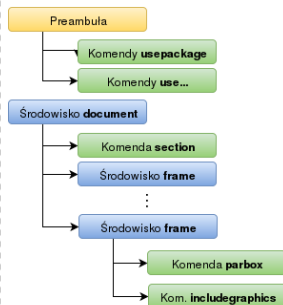 Preambuła
Komendy usepackage
Komendy use...
Środowisko document
Komenda section
Środowisko frame
⋮
Środowisko frame
Komenda parbox
Kom. includegraphics